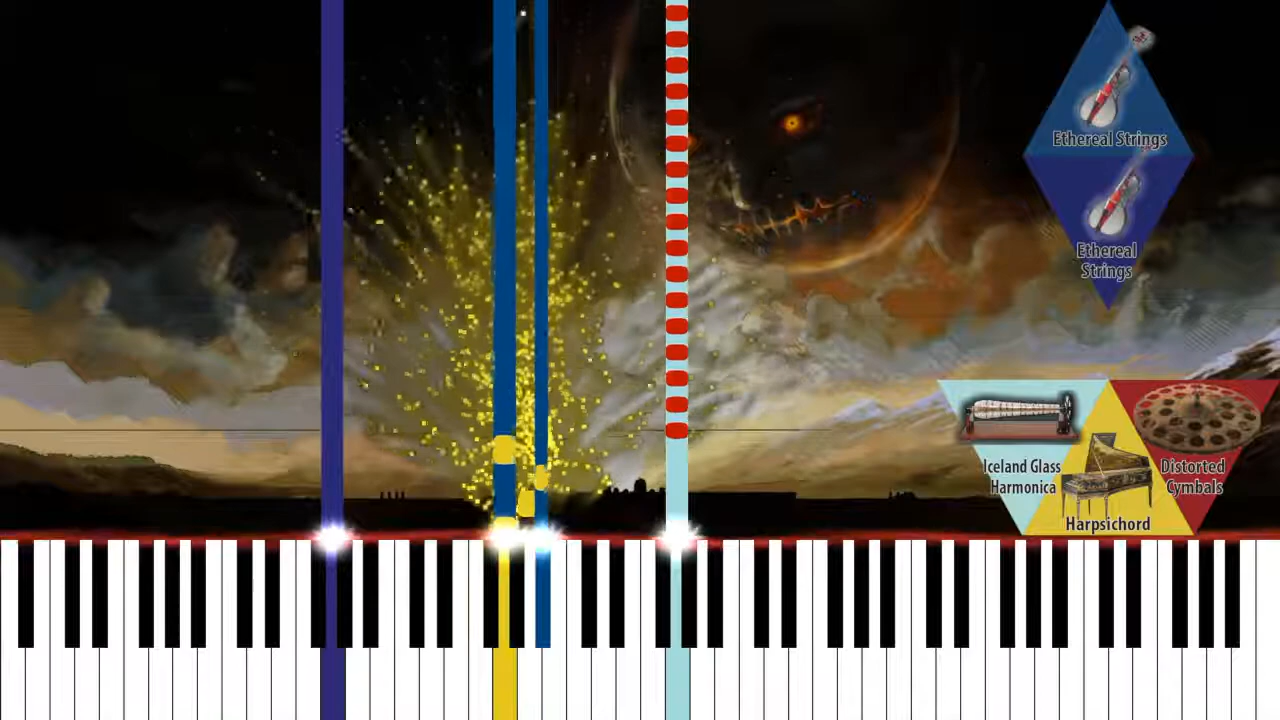 Ethereal Strings
Ethereal
Strings
Iceland Glass
Harmonica
Harpsichord
Distorted
Cymbals